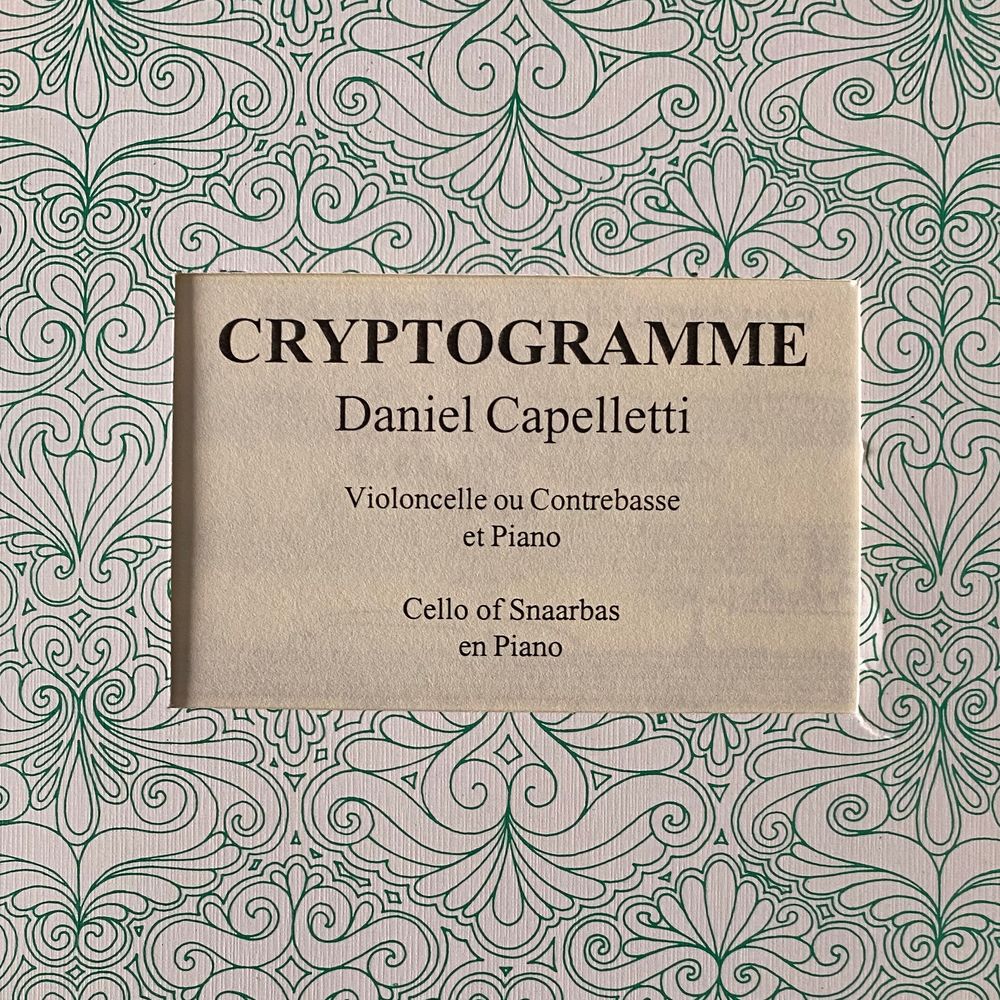 CRYPTOGRAMME
Daniel Capelletti
Violoncelle ou Contrebasse
et Piano
Cello of Snaarbas
en Piano